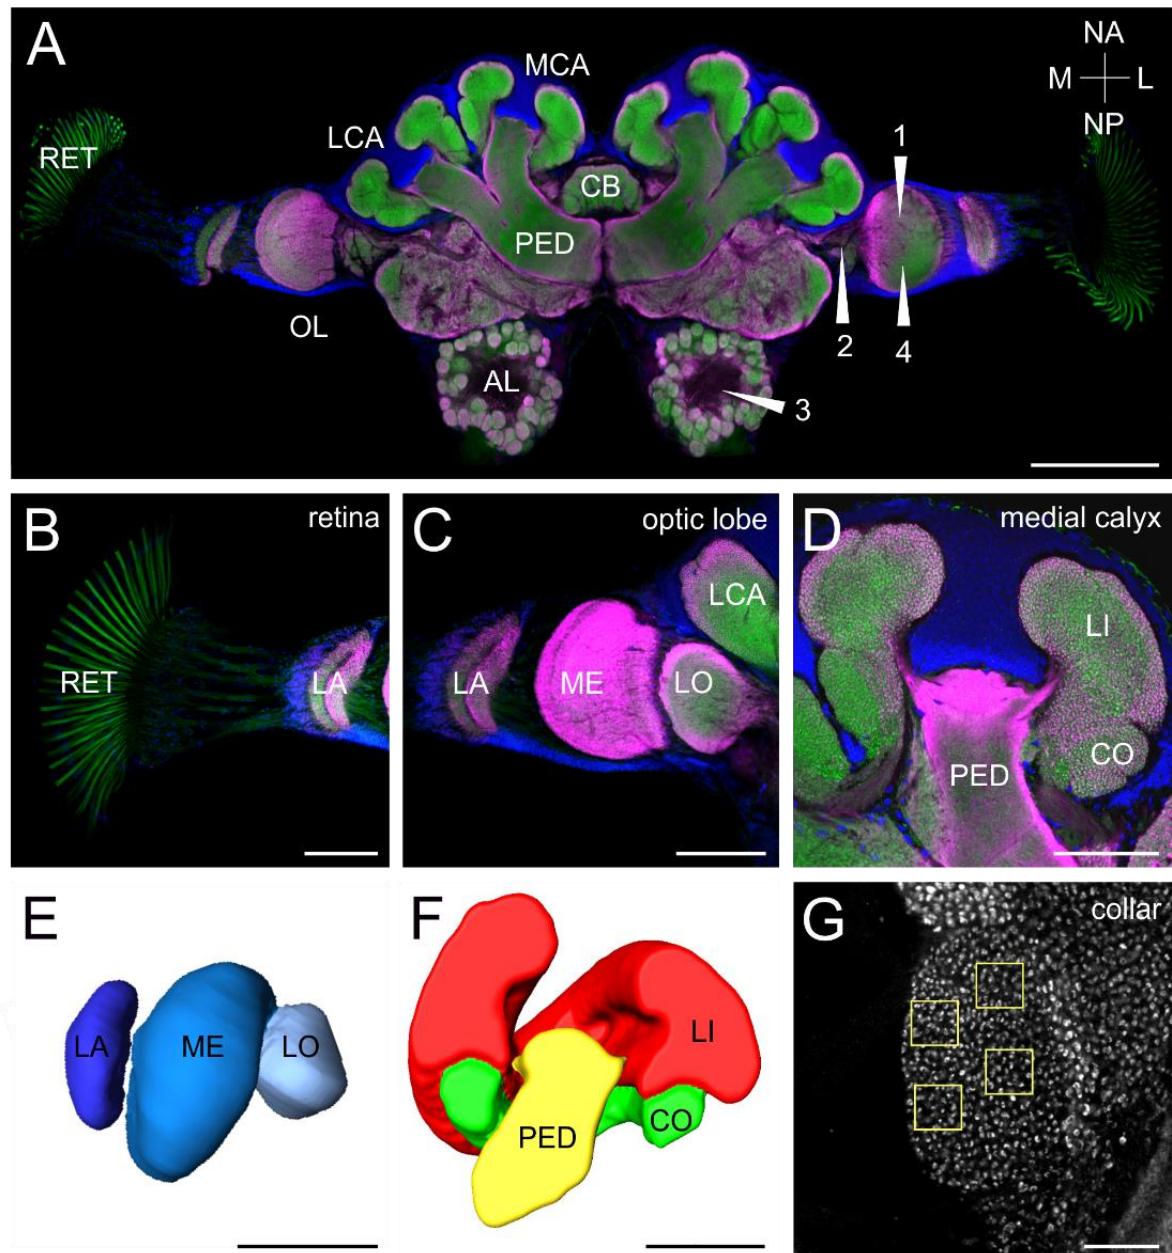 A
NA
M L
NP
MCA
LCA
RET
CB
PED
OL
AL
1
2
4
3
B
retina
RET
LA
C
optic lobe
LCA
LA
ME
LO
D
medial calyx
LI
CO
PED
E
LA
ME
LO
F
LI
CO
PED
G
collar